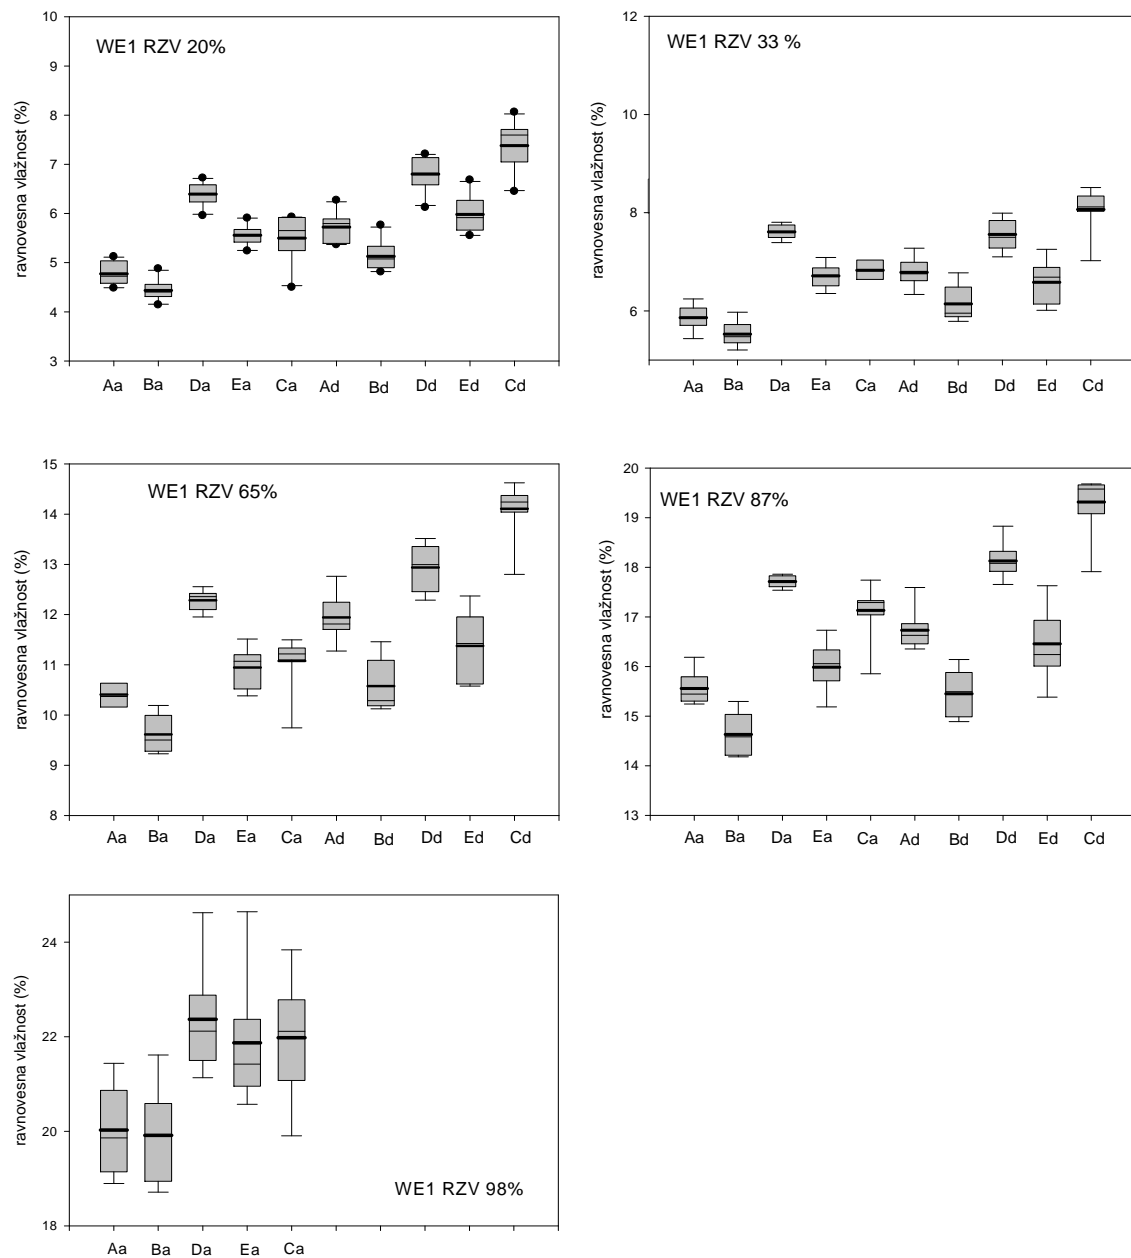 WE1 RZV 20%
ravnovesna vlažnost (%)
10
9
8
7
6
5
4
3
Aa Ba Da Ea Ca Ad Bd Dd Ed Cd
WE1 RZV 33 %
ravnovesna vlažnost (%)
12
10
8
6
Aa Ba Da Ea Ca Ad Bd Dd Ed Cd
WE1 RZV 65%
ravnovesna vlažnost (%)
15
14
13
12
11
10
9
8
Aa Ba Da Ea Ca Ad Bd Dd Ed Cd
WE1 RZV 87%
ravnovesna vlažnost (%)
20
19
18
17
16
15
14
13
Aa Ba Da Ea Ca Ad Bd Dd Ed Cd
ravnovesna vlažnost (%)
24
22
20
18
WE1 RZV 98%
Aa Ba Da Ea Ca